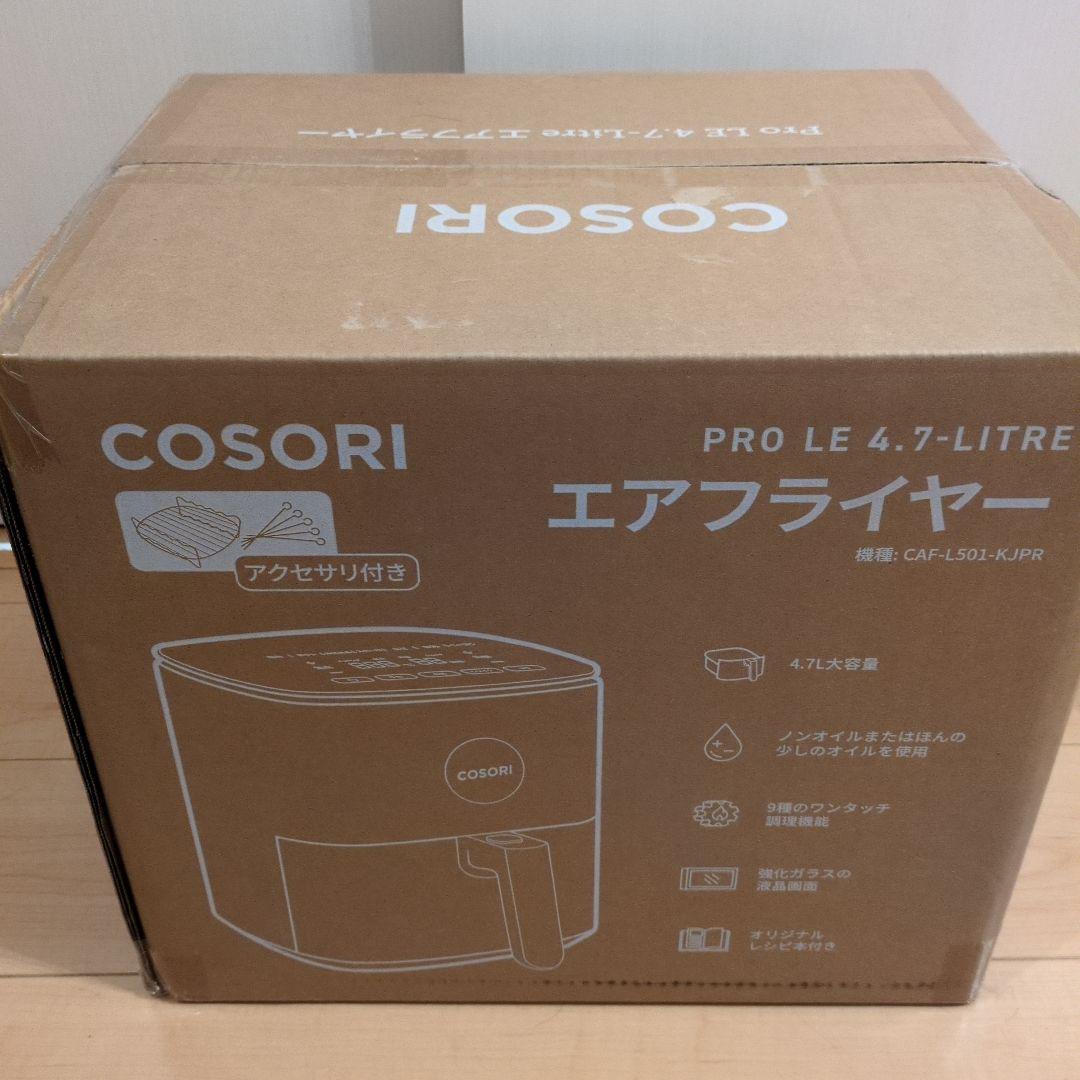 Pro LE 4.7-Litre エアフライヤー
COSORI
COSORI
PRO LE 4.7-LITRE
エアフライヤー
機種: CAF-L501-KJPR
アクセサリ付き
COSORI
4.7L大容量
ノンオイルまたはほんの
少しのオイルを使用
9種のワンタッチ
調理機能
強化ガラスの
液晶画面
オリジナル
レシピ本付き